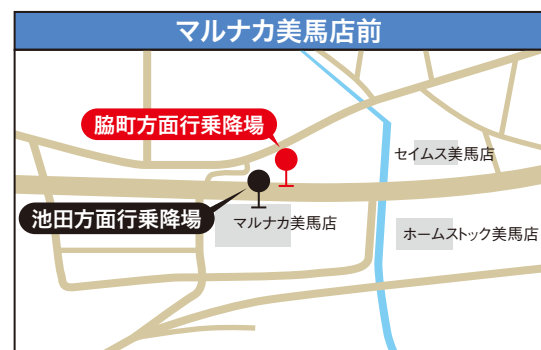 マルナカ美馬店前
脇町方面行乗降場
セイムス美馬店
池田方面行乗降場
マルナカ美馬店
ホームストック美馬店